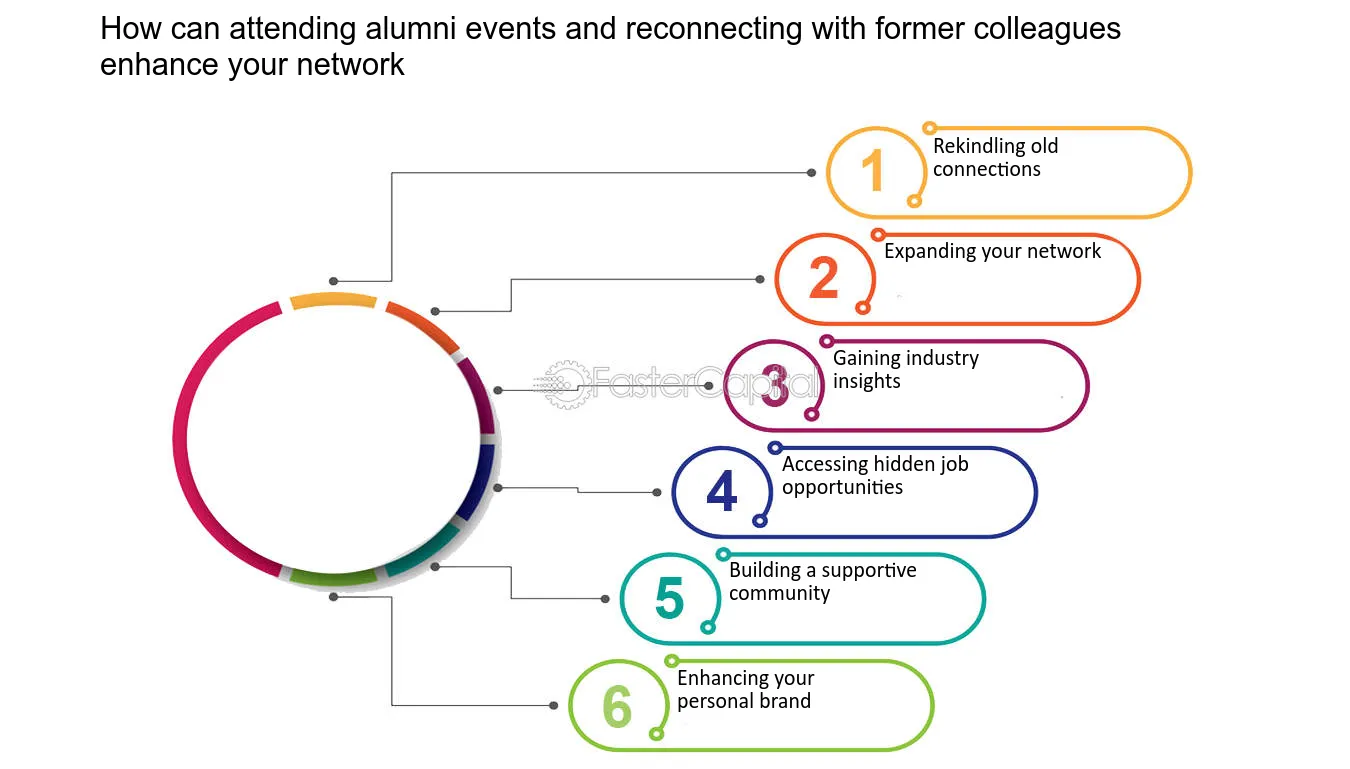 How can attending alumni events and reconnecting with former colleagues
enhance your network
1
Rekindling old
connections
2
Expanding your network
3
Gaining industry
insights
FasterCapital
4
Accessing hidden job
opportunities
5
Building a supportive
community
6
Enhancing your
personal brand